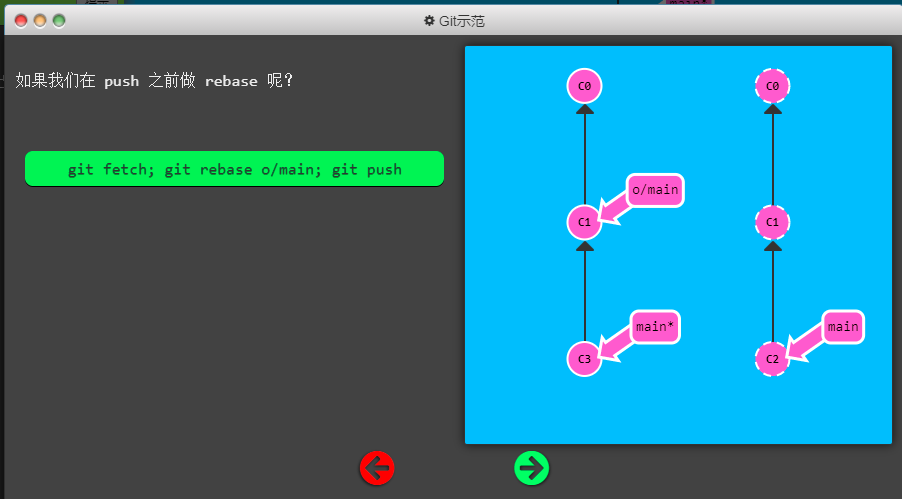 Git示范
如果我们在 push 之前做 rebase 呢？
git fetch; git rebase o/main; git push
C0
C0
o/main
C1
C1
main*
main
C3
C2